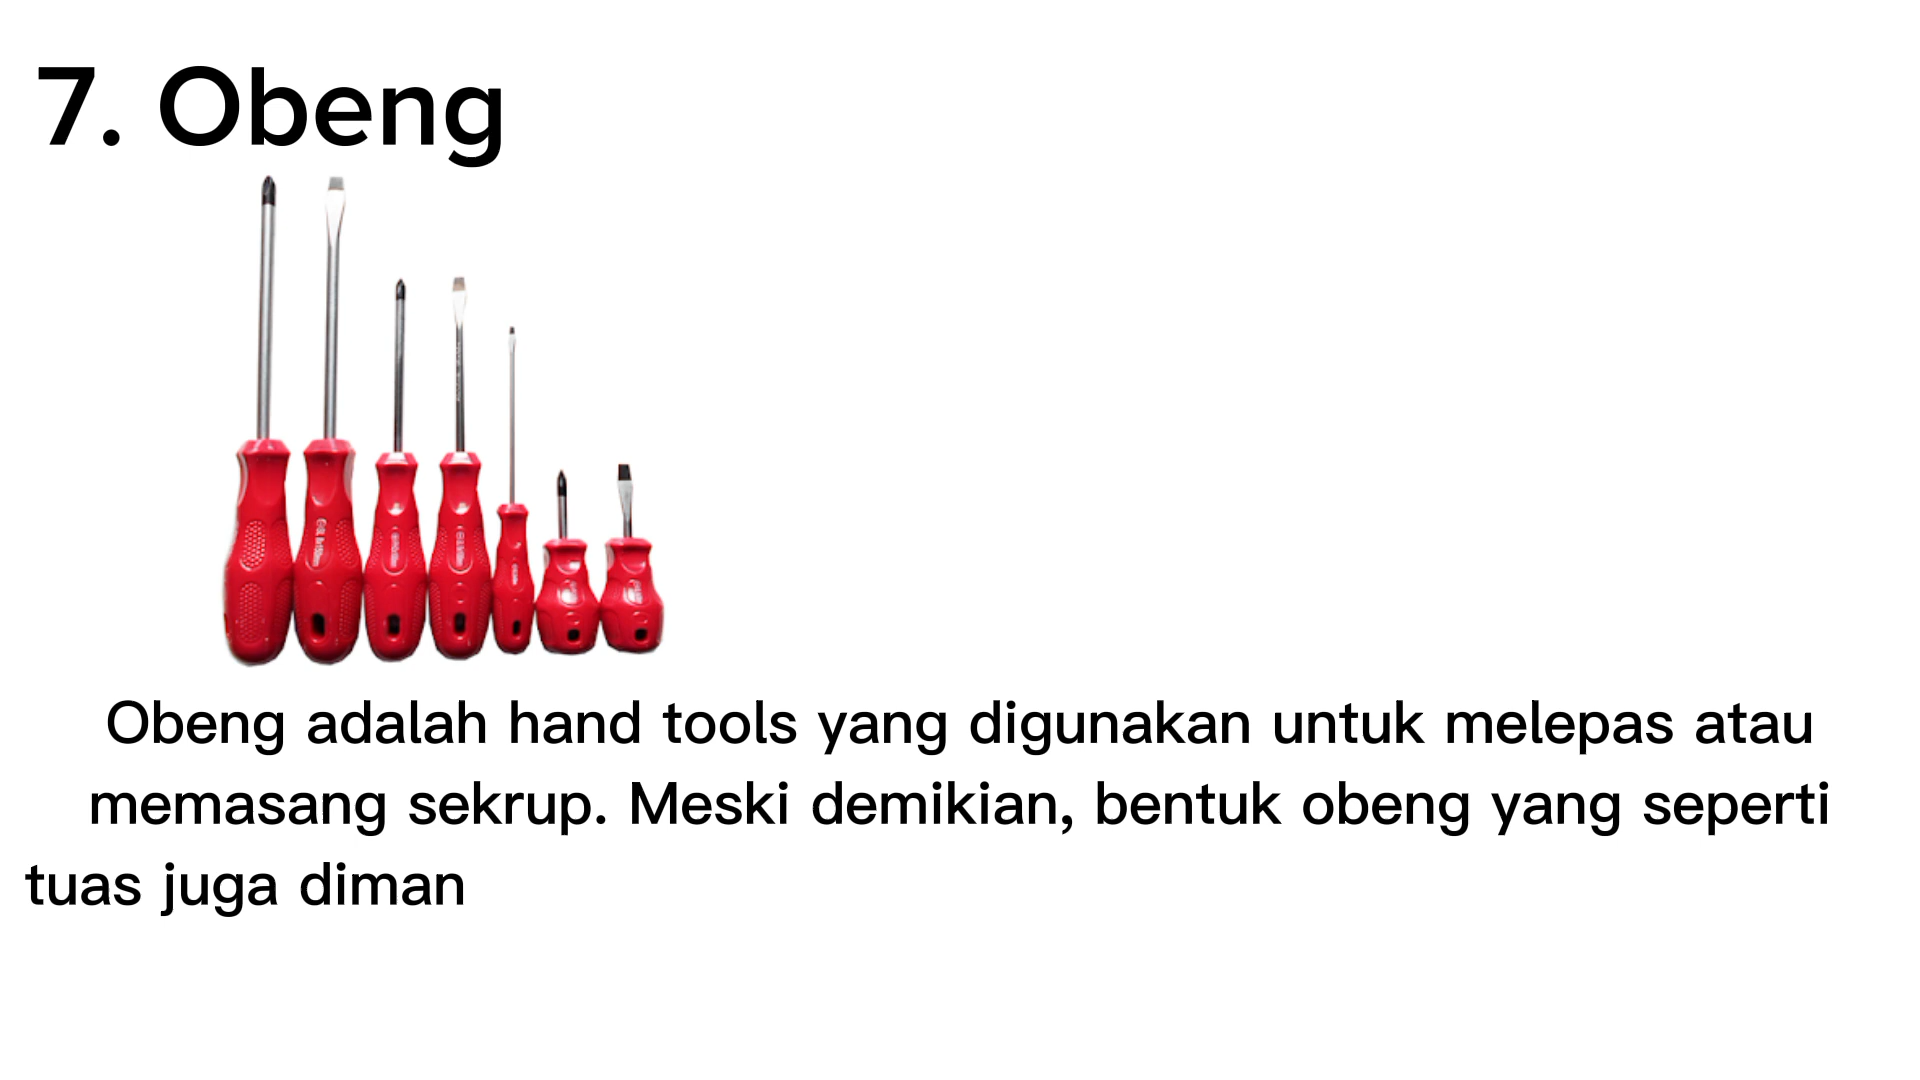 7. Obeng
Obeng adalah hand tools yang digunakan untuk melepas atau
memasang sekrup. Meski demikian, bentuk obeng yang seperti
tuas juga diman